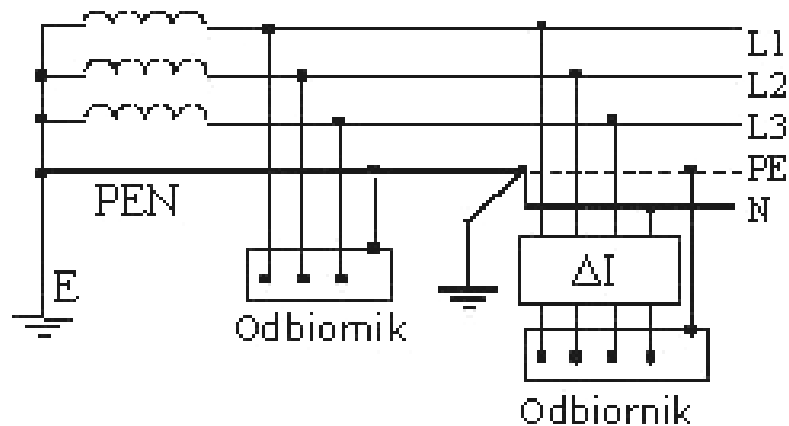 L1
L2
L3
PE
PEN
N
E
ΔI
Odbiornik
Odbiornik